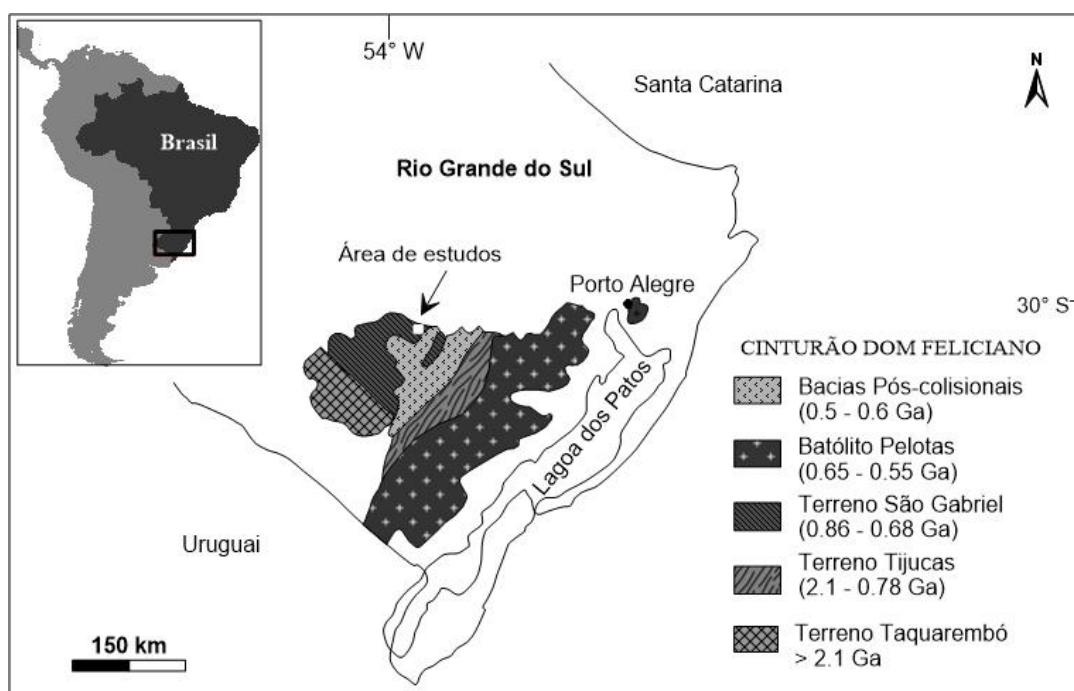 54° W
Santa Catarina
N
Brasil
Rio Grande do Sul
Área de estudos
Porto Alegre
30° S
CINTURÃO DOM FELICIANO
Bacias Pós-colisionais
(0.5 - 0.6 Ga)
Batólito Pelotas
(0.65 - 0.55 Ga)
Lagoa dos Patos
Terreno São Gabriel
(0.86 - 0.68 Ga)
Uruguai
Terreno Tijucas
(2.1 - 0.78 Ga)
Terreno Taquarembó
> 2.1 Ga
150 km